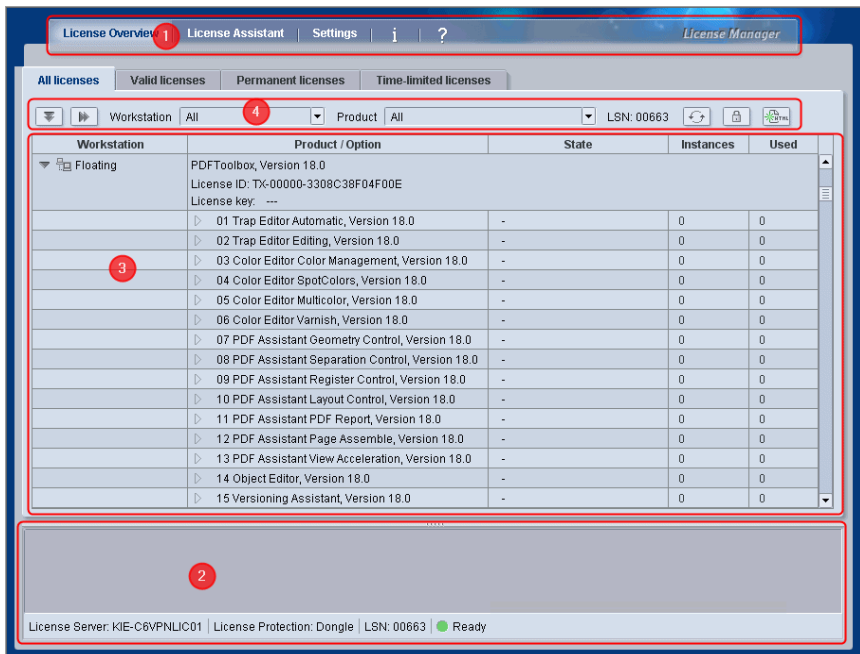 License Overview 1 License Assistant Settings i ? License Manager
All licenses Valid licenses Permanent licenses Time-limited licenses
Workstation All 4 Product All LSN: 00663 HTML
Workstation Product / Option State Instances Used
Floating PDFToolbox, Version 18.0
License ID: TX-00000-3308C38F04F00E
License key: ---
01 Trap Editor Automatic, Version 18.0 - 0 0
02 Trap Editor Editing, Version 18.0 - 0 0
3
03 Color Editor Color Management, Version 18.0 - 0 0
04 Color Editor SpotColors, Version 18.0 - 0 0
05 Color Editor Multicolor, Version 18.0 - 0 0
06 Color Editor Varnish, Version 18.0 - 0 0
07 PDF Assistant Geometry Control, Version 18.0 - 0 0
08 PDF Assistant Separation Control, Version 18.0 - 0 0
09 PDF Assistant Register Control, Version 18.0 - 0 0
10 PDF Assistant Layout Control, Version 18.0 - 0 0
11 PDF Assistant PDF Report, Version 18.0 - 0 0
12 PDF Assistant Page Assemble, Version 18.0 - 0 0
13 PDF Assistant View Acceleration, Version 18.0 - 0 0
14 Object Editor, Version 18.0 - 0 0
15 Versioning Assistant, Version 18.0 - 0 0
2
License Server: KIE-C6VPNLIC01 License Protection: Dongle LSN: 00663 Ready